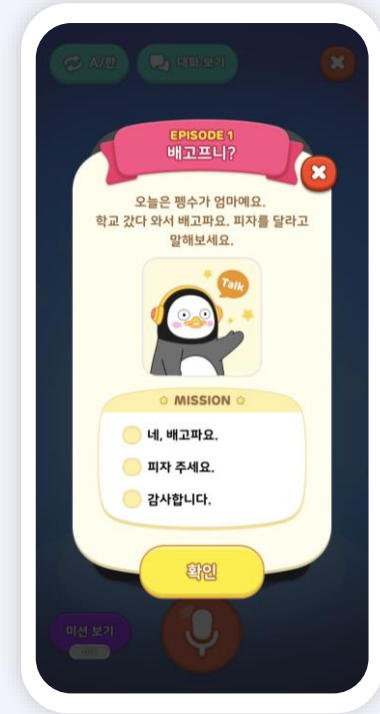 A/한
대화 보기
EPISODE 1
배고프니?
오늘은 펭수가 엄마예요.
학교 갔다 와서 배고파요. 피자를 달라고
말해보세요.
Talk
MISSION
네, 배고파요.
피자 주세요.
감사합니다.
확인
미션 보기